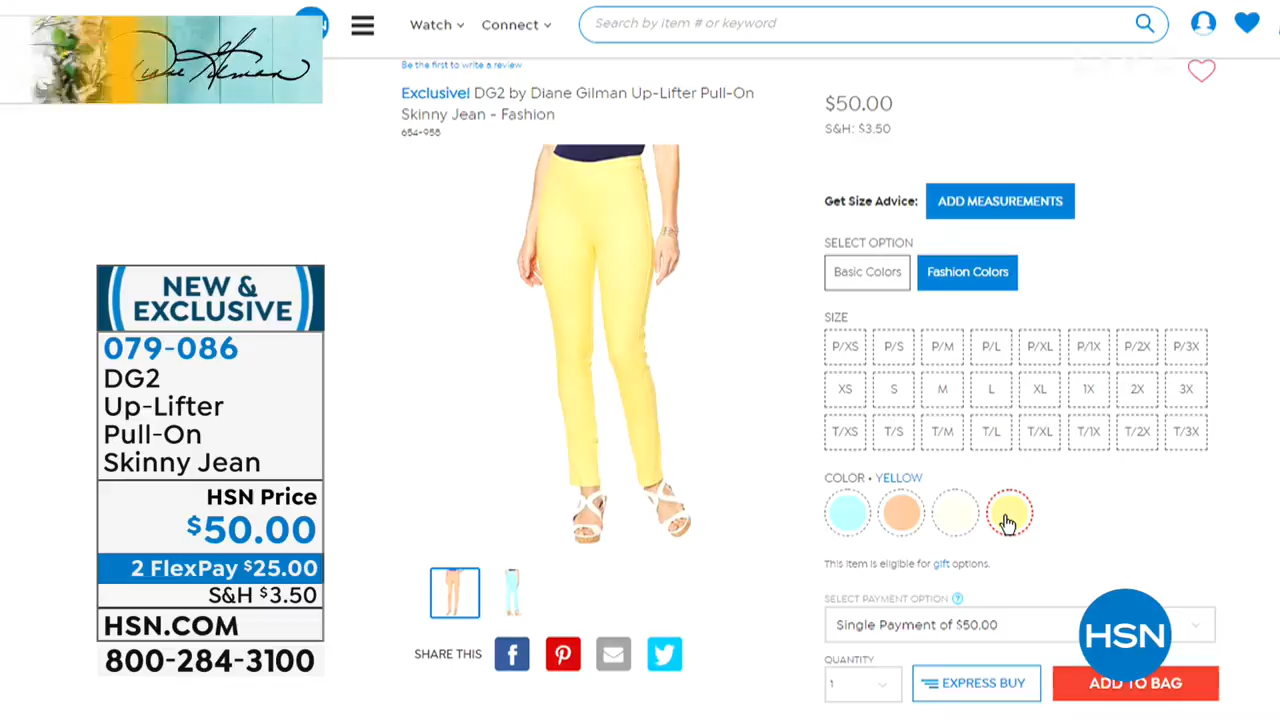 Diane Gilman
Watch
Connect
Search by item # or keyword
Be the first to write a review
Exclusive! DG2 by Diane Gilman Up-Lifter Pull-On
Skinny Jean - Fashion
654-958
$50.00
S&H: $3.50
Get Size Advice:
ADD MEASUREMENTS
SELECT OPTION
Basic Colors
Fashion Colors
SIZE
P/XS P/S P/M P/L P/XL P/1X P/2X P/3X
XS S M L XL 1X 2X 3X
T/XS T/S T/M T/L T/XL T/1X T/2X T/3X
COLOR • YELLOW
This item is eligible for gift options.
SELECT PAYMENT OPTION ?
Single Payment of $50.00
QUANTITY
1
EXPRESS BUY
ADD TO BAG
HSN
SHARE THIS
NEW &
EXCLUSIVE
079-086
DG2
Up-Lifter
Pull-On
Skinny Jean
HSN Price
$50.00
2 FlexPay $25.00
S&H $3.50
HSN.COM
800-284-3100